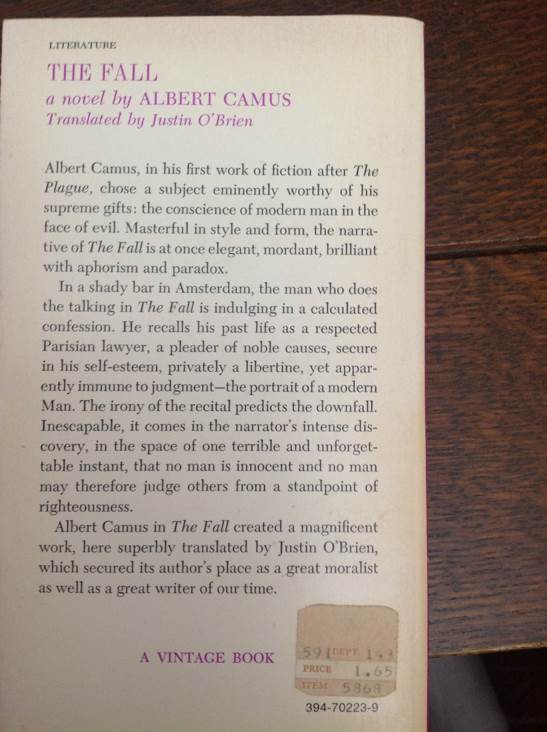 LITERATURE
THE FALL
a novel by ALBERT CAMUS
Translated by Justin O'Brien
Albert Camus, in his first work of fiction after The
Plague, chose a subject eminently worthy of his
supreme gifts: the conscience of modern man in the
face of evil. Masterful in style and form, the narra-
tive of The Fall is at once elegant, mordant, brilliant
with aphorism and paradox.
In a shady bar in Amsterdam, the man who does
the talking in The Fall is indulging in a calculated
confession. He recalls his past life as a respected
Parisian lawyer, a pleader of noble causes, secure
in his self-esteem, privately a libertine, yet appar-
ently immune to judgment—the portrait of a modern
Man. The irony of the recital predicts the downfall.
Inescapable, it comes in the narrator's intense dis-
covery, in the space of one terrible and unforget-
table instant, that no man is innocent and no man
may therefore judge others from a standpoint of
righteousness.
Albert Camus in The Fall created a magnificent
work, here superbly translated by Justin O'Brien,
which secured its author's place as a great moralist
as well as a great writer of our time.
A VINTAGE BOOK
591 DEPT. 143
PRICE 1.65
ITEM 5868
394-70223-9